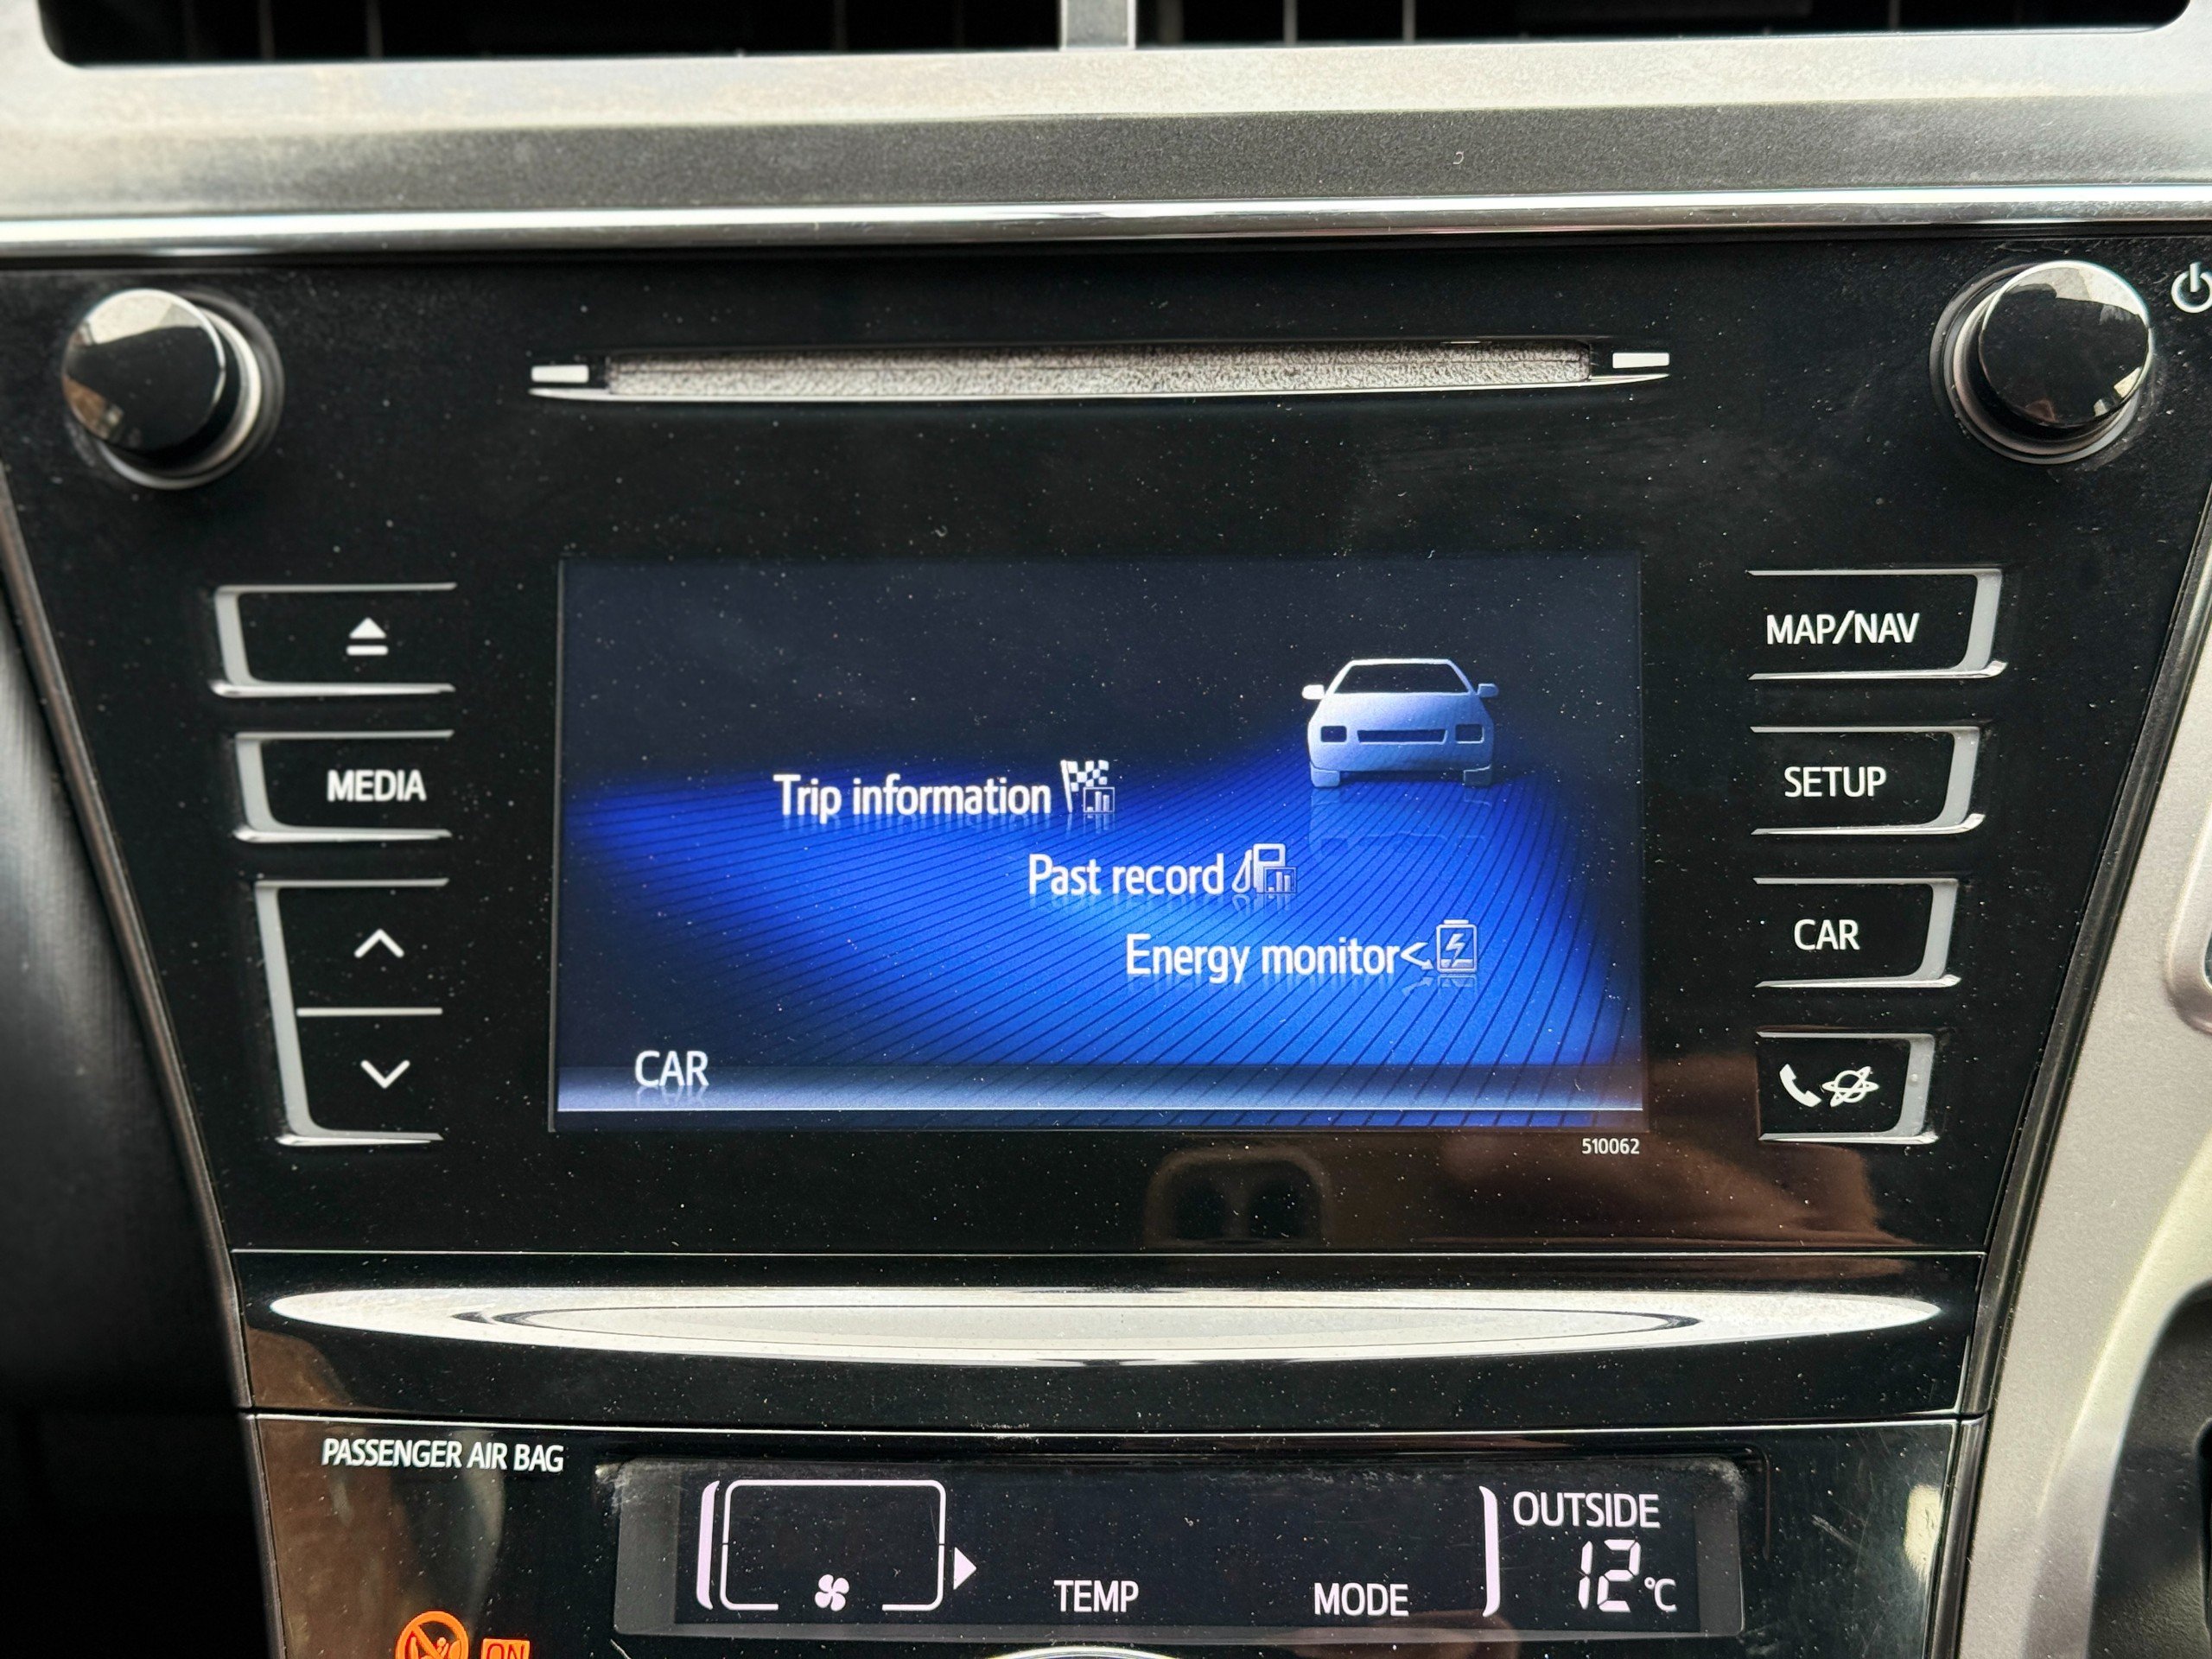 MEDIA
MAP/NAV
SETUP
CAR
Trip information
Past record
Energy monitor
CAR
510062
PASSENGER AIR BAG
ON
TEMP
MODE
OUTSIDE
12°C